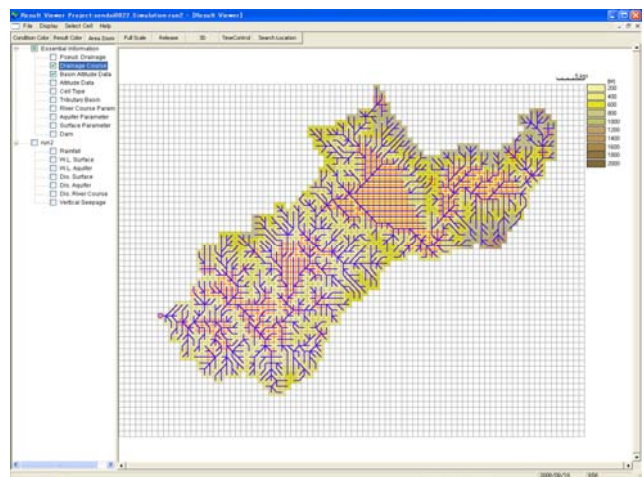 Result Viewer Project:sendai0822 Simulation:run2 - [Result Viewer]
File Display Select Cell Help
Condition Color Result Color Area Zoom Full Scale Release 3D TimeControl Search Location
Essential Information
Pseud. Drainage
Drainage Course
Basin Altitude Data
Altitude Data
Cell Type
Tributary Basin
River Course Param
Aquifer Parameter
Surface Parameter
Dam
run2
Rainfall
W.L. Surface
W.L. Aquifer
Dis. Surface
Dis. Aquifer
Dis. River Course
Vertical Seepage
[m]
200
400
600
800
1000
1200
1400
1600
1800
2000